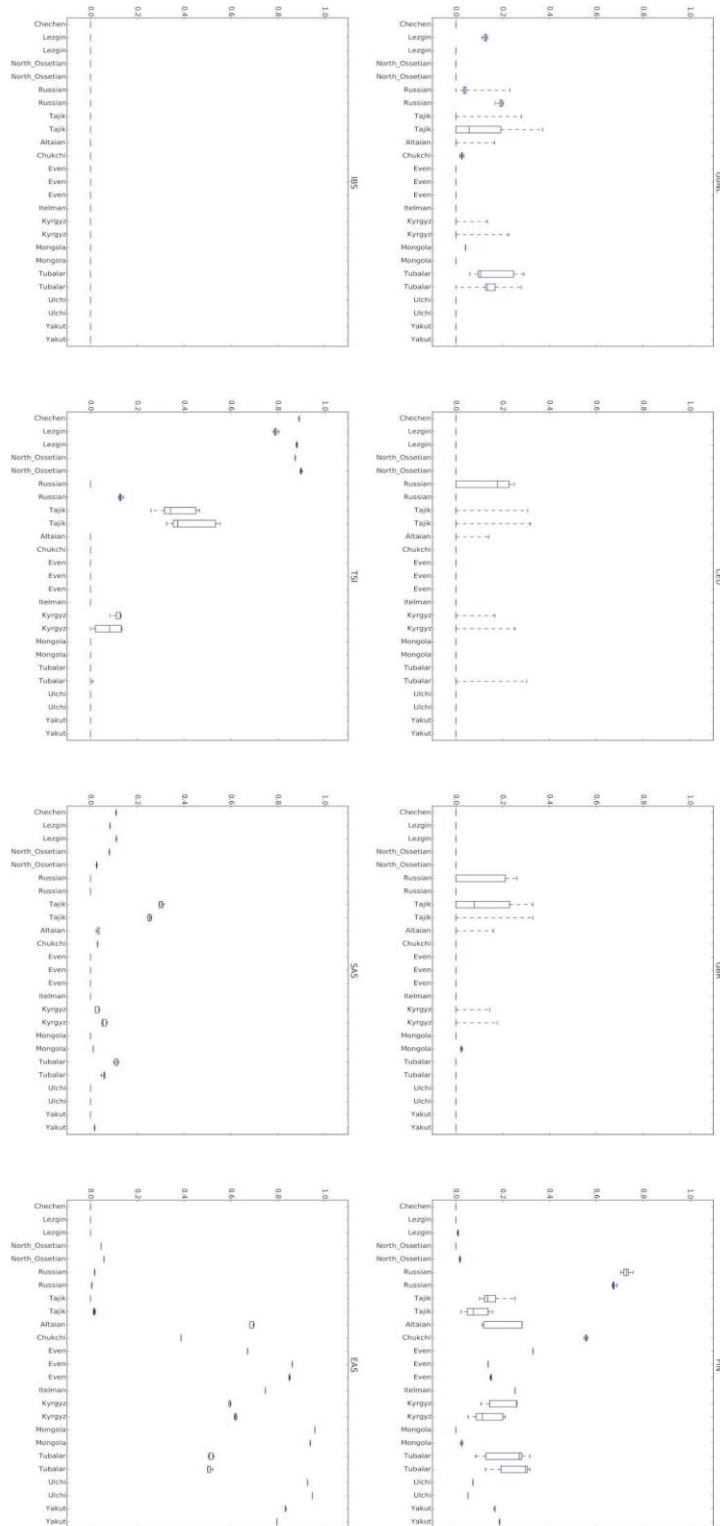 0.0 0.2 0.4 0.6 0.8 1.0
Chechen
Lezgin
Lezgin
North_Ossetian
North_Ossetian
Russian
Russian
Tajik
Tajik
Altaian
Chukchi
Even
Even
Even
Itelman
Kyrgyz
Kyrgyz
Mongola
Mongola
Tubalar
Tubalar
Ulchi
Ulchi
Yakut
Yakut
IBS
0.0 0.2 0.4 0.6 0.8 1.0
Chechen
Lezgin
Lezgin
North_Ossetian
North_Ossetian
Russian
Russian
Tajik
Tajik
Altaian
Chukchi
Even
Even
Even
Itelman
Kyrgyz
Kyrgyz
Mongola
Mongola
Tubalar
Tubalar
Ulchi
Ulchi
Yakut
Yakut
0.0 0.2 0.4 0.6 0.8 1.0
Chechen
Lezgin
Lezgin
North_Ossetian
North_Ossetian
Russian
Russian
Tajik
Tajik
Altaian
Chukchi
Even
Even
Even
Itelman
Kyrgyz
Kyrgyz
Mongola
Mongola
Tubalar
Tubalar
Ulchi
Ulchi
Yakut
Yakut
TSI
0.0 0.2 0.4 0.6 0.8 1.0
Chechen
Lezgin
Lezgin
North_Ossetian
North_Ossetian
Russian
Russian
Tajik
Tajik
Altaian
Chukchi
Even
Even
Even
Itelman
Kyrgyz
Kyrgyz
Mongola
Mongola
Tubalar
Tubalar
Ulchi
Ulchi
Yakut
Yakut
CEU
0.0 0.2 0.4 0.6 0.8 1.0
Chechen
Lezgin
Lezgin
North_Ossetian
North_Ossetian
Russian
Russian
Tajik
Tajik
Altaian
Chukchi
Even
Even
Even
Itelman
Kyrgyz
Kyrgyz
Mongola
Mongola
Tubalar
Tubalar
Ulchi
Ulchi
Yakut
Yakut
SAS
0.0 0.2 0.4 0.6 0.8 1.0
Chechen
Lezgin
Lezgin
North_Ossetian
North_Ossetian
Russian
Russian
Tajik
Tajik
Altaian
Chukchi
Even
Even
Even
Itelman
Kyrgyz
Kyrgyz
Mongola
Mongola
Tubalar
Tubalar
Ulchi
Ulchi
Yakut
Yakut
GBR
0.0 0.2 0.4 0.6 0.8 1.0
Chechen
Lezgin
Lezgin
North_Ossetian
North_Ossetian
Russian
Russian
Tajik
Tajik
Altaian
Chukchi
Even
Even
Even
Itelman
Kyrgyz
Kyrgyz
Mongola
Mongola
Tubalar
Tubalar
Ulchi
Ulchi
Yakut
Yakut
EAS
0.0 0.2 0.4 0.6 0.8 1.0
Chechen
Lezgin
Lezgin
North_Ossetian
North_Ossetian
Russian
Russian
Tajik
Tajik
Altaian
Chukchi
Even
Even
Even
Itelman
Kyrgyz
Kyrgyz
Mongola
Mongola
Tubalar
Tubalar
Ulchi
Ulchi
Yakut
Yakut
FIN